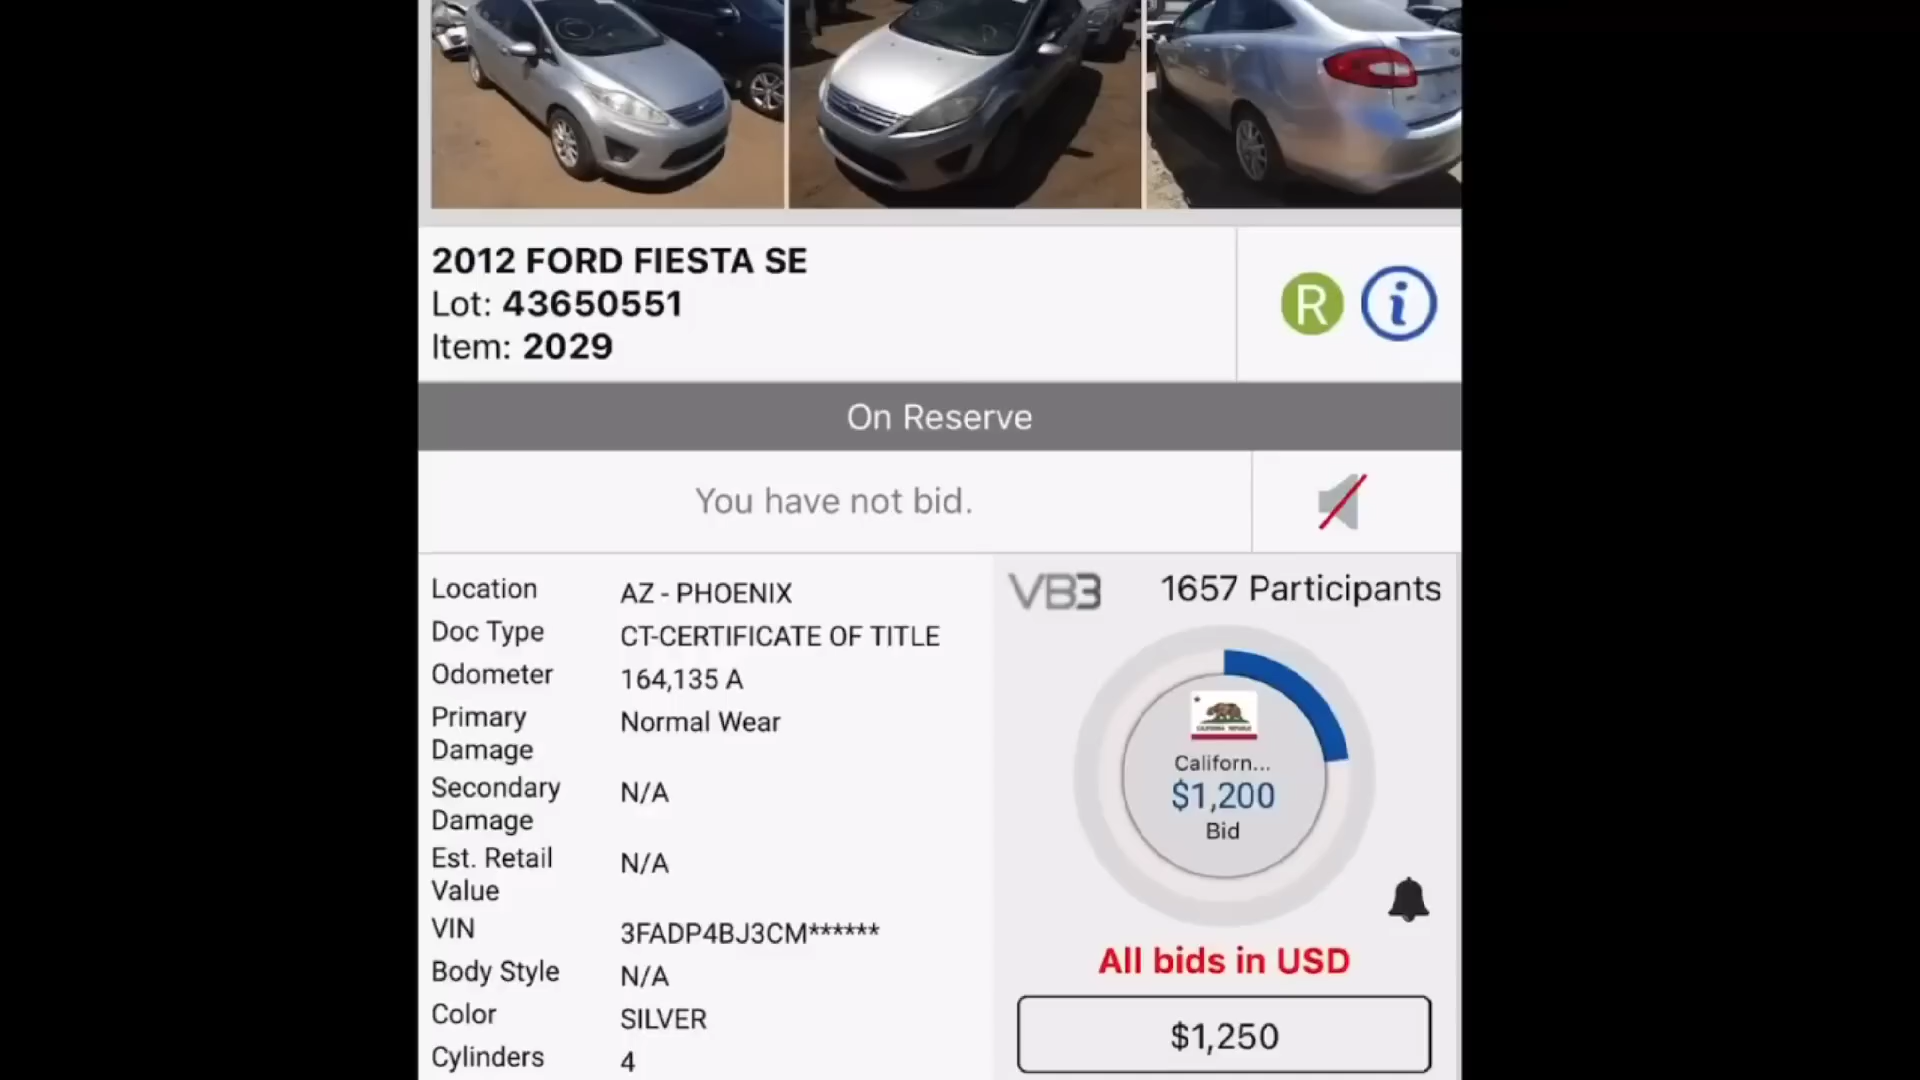 2012 FORD FIESTA SE
Lot: 43650551
Item: 2029
R
i
On Reserve
You have not bid.
Location AZ - PHOENIX
Doc Type CT-CERTIFICATE OF TITLE
Odometer 164,135 A
Primary Damage Normal Wear
Secondary Damage N/A
Est. Retail Value N/A
VIN 3FADP4BJ3CM******
Body Style N/A
Color SILVER
Cylinders 4
VB3 1657 Participants
Californ...
$1,200
Bid
All bids in USD
$1,250